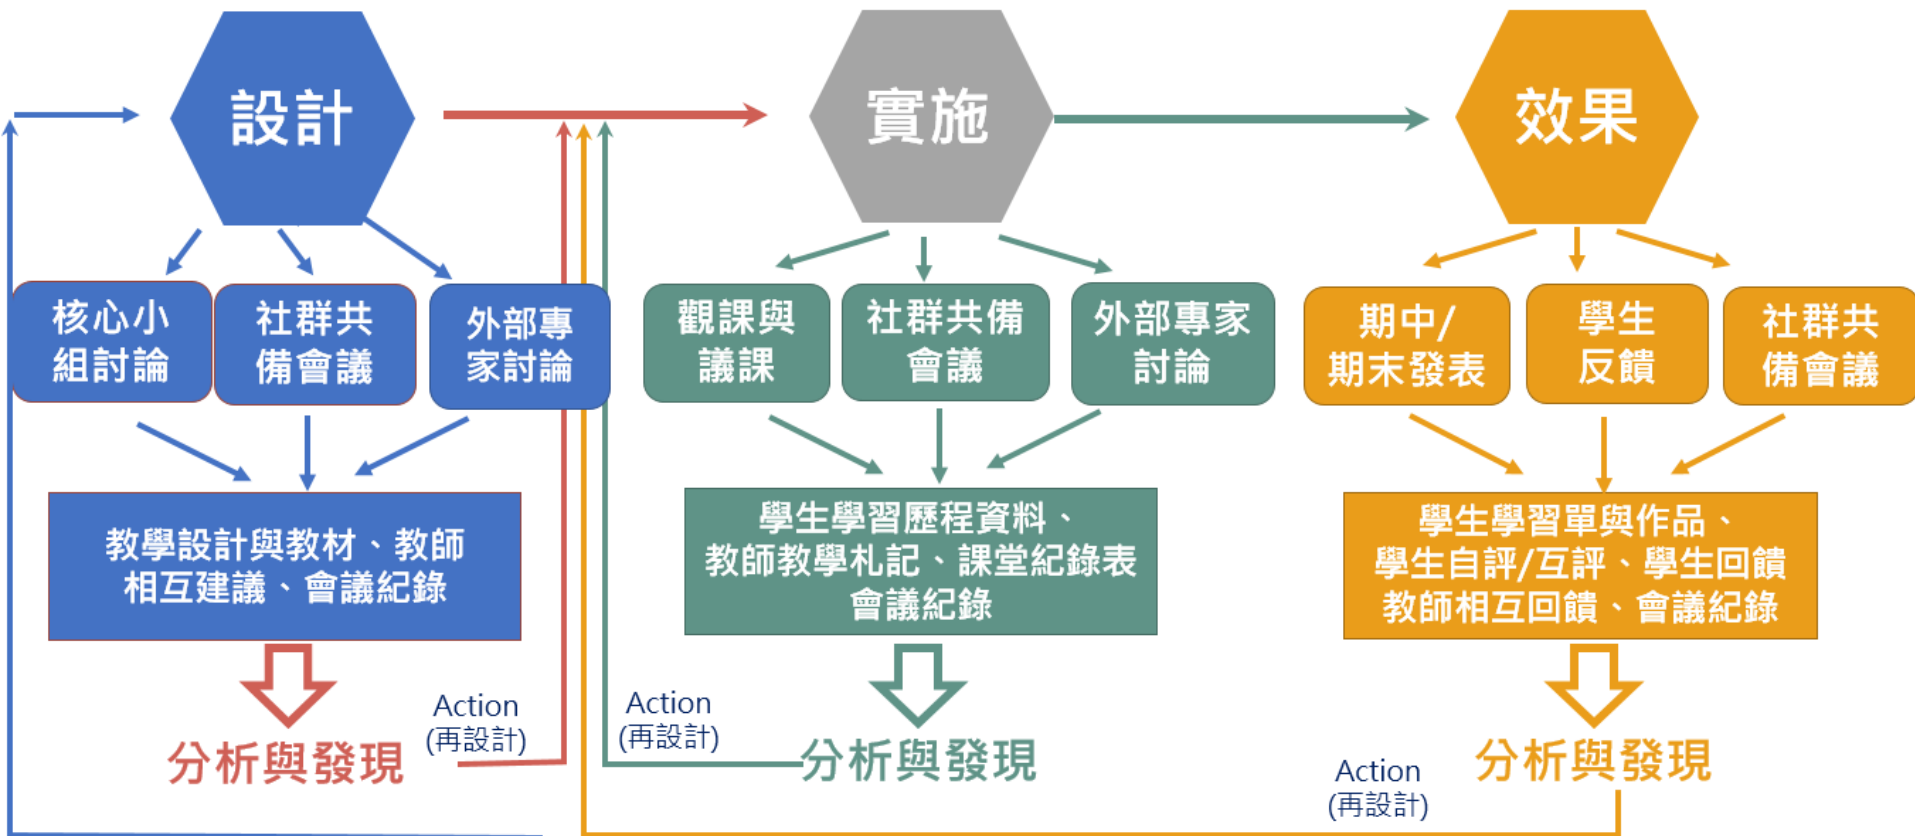 設計
實施
效果
核心小
組討論
社群共
備會議
外部專
家討論
觀課與
議課
社群共備
會議
外部專家
討論
期中/
期末發表
學生
反饋
社群共
備會議
教學設計與教材、教師
相互建議、會議紀錄
學生學習歷程資料、
教師教學札記、課堂紀錄表
會議紀錄
學生學習單與作品、
學生自評/互評、學生回饋
教師相互回饋、會議紀錄
Action
(再設計)
Action
(再設計)
分析與發現
分析與發現
分析與發現
Action
(再設計)